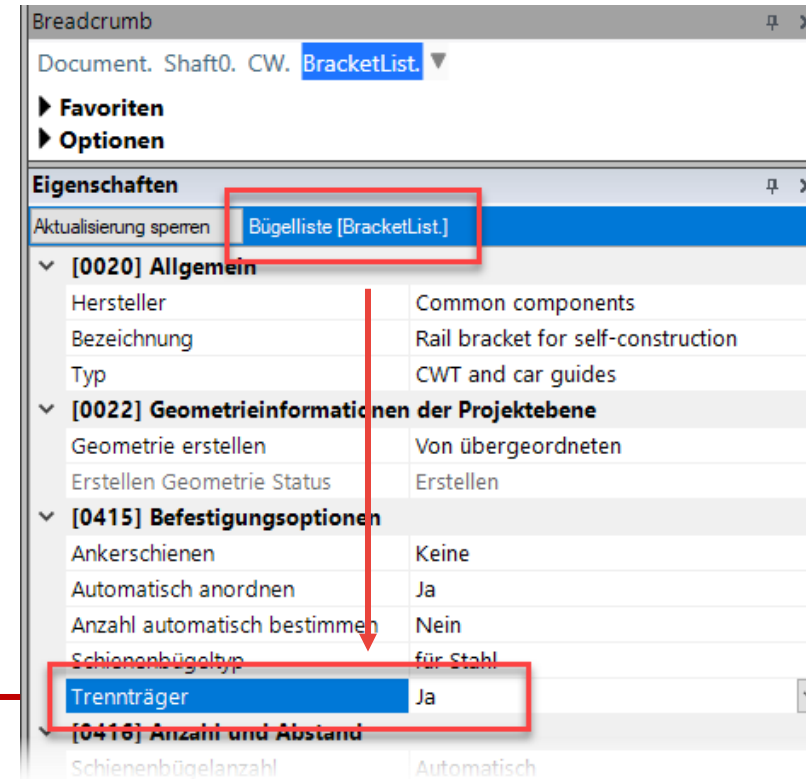 Breadcrumb
Document. Shaft0. CW. BracketList.
Favoriten
Optionen
Eigenschaften
Aktualisierung sperren Bügelliste [BracketList.]
[0020] Allgemein
Hersteller Common components
Bezeichnung Rail bracket for self-construction
Typ CWT and car guides
[0022] Geometrieinformationen der Projektebene
Geometrie erstellen Von übergeordneten
Erstellen Geometrie Status Erstellen
[0415] Befestigungsoptionen
Ankerschienen Keine
Automatisch anordnen Ja
Anzahl automatisch bestimmen Nein
Schienenbügeltyp für Stahl
Trennträger Ja
[0416] Anzahl und Abstand
Schienenbügelanzahl Automatisch